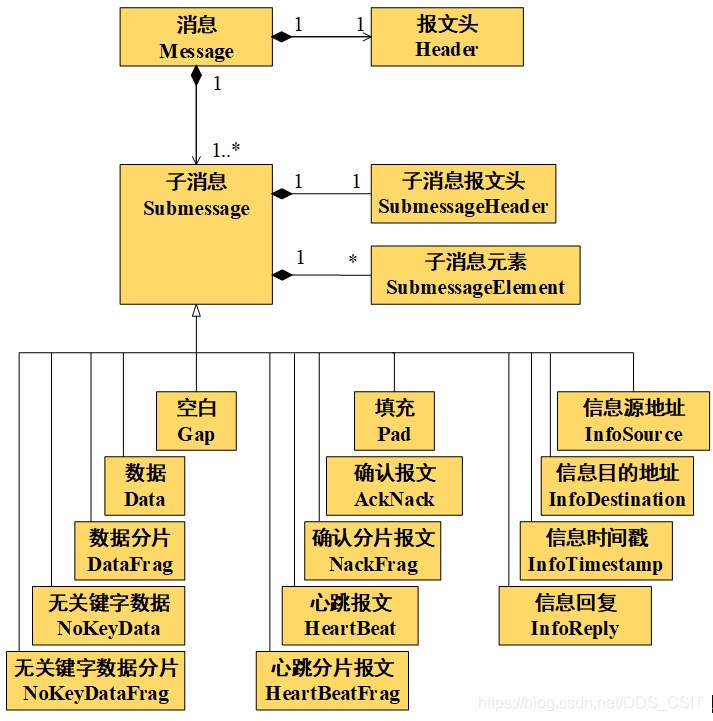 消息
Message
1
1
报文头
Header
1
1..*
子消息
Submessage
1
1
子消息报文头
SubmessageHeader
1
*
子消息元素
SubmessageElement
空白
Gap
填充
Pad
信息源地址
InfoSource
数据
Data
确认报文
AckNack
信息目的地址
InfoDestination
数据分片
DataFrag
确认分片报文
NackFrag
信息时间戳
InfoTimestamp
无关键字数据
NoKeyData
心跳报文
HeartBeat
信息回复
InfoReply
无关键字数据分片
NoKeyDataFrag
心跳分片报文
HeartBeatFrag
https://blog.csdn.net/DDS_CSIT